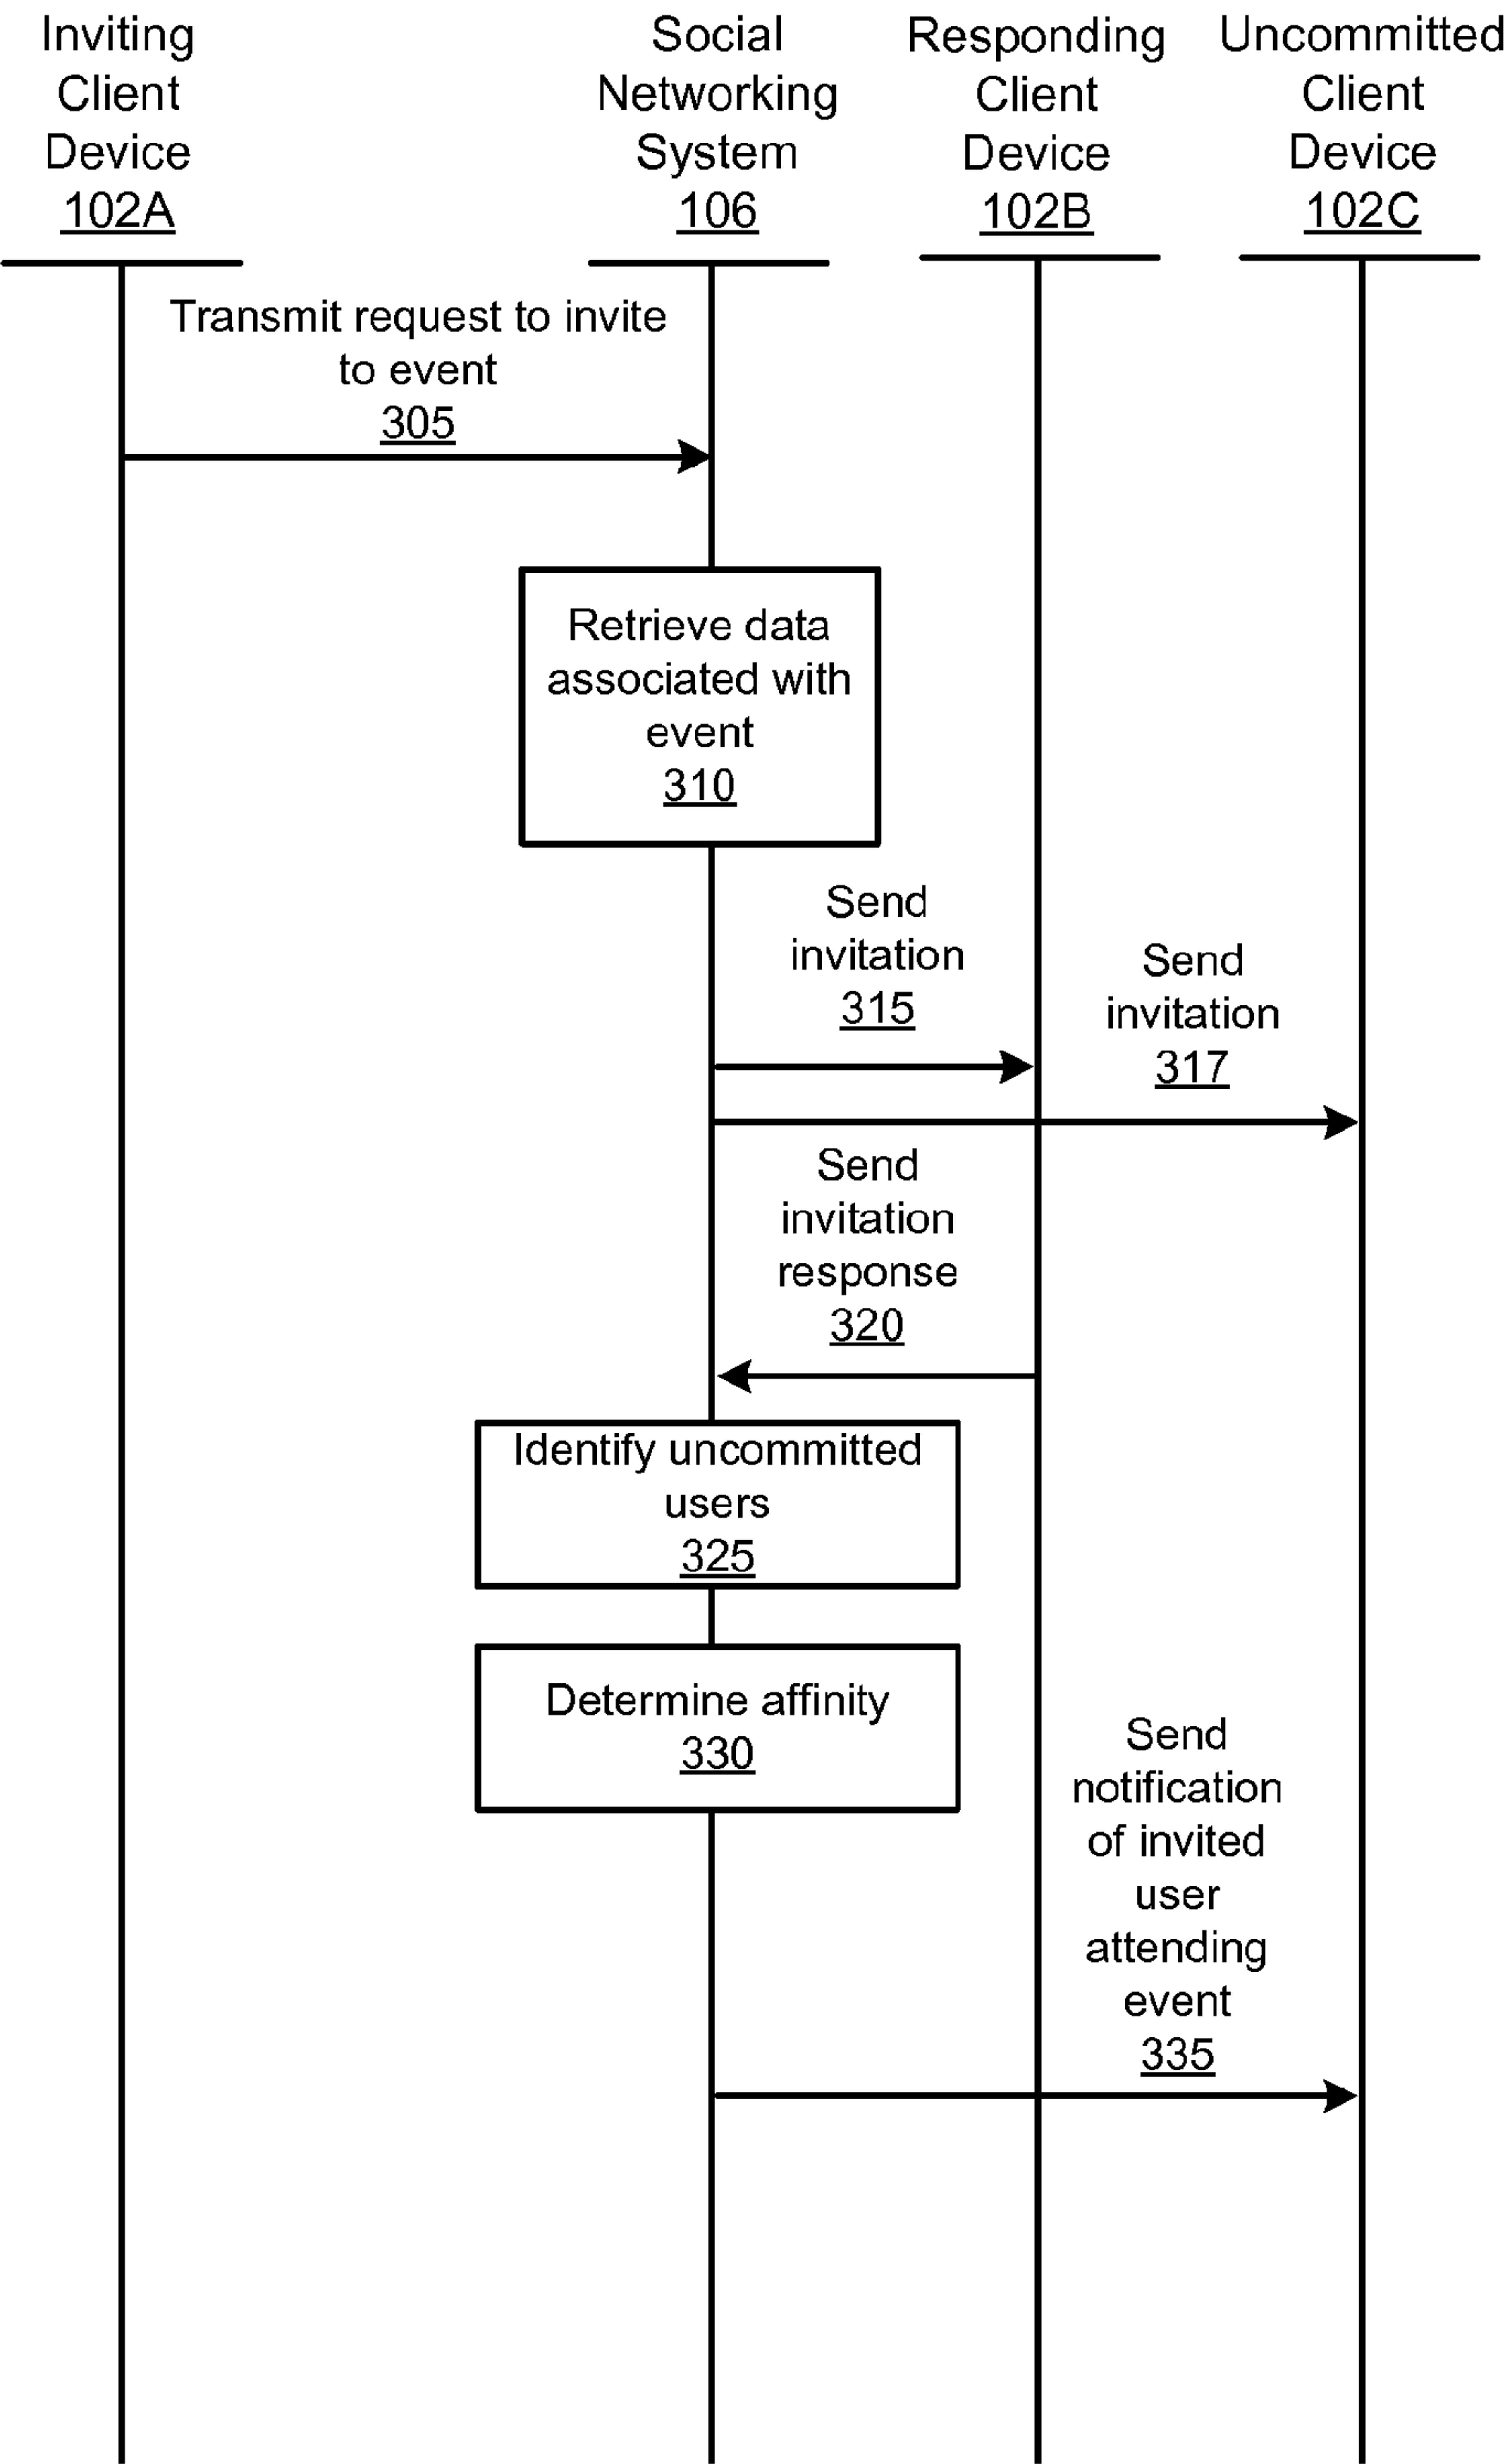 Inviting
Client
Device
102A
Social
Networking
System
106
Responding
Client
Device
102B
Uncommitted
Client
Device
102C
Transmit request to invite
to event
305
Retrieve data
associated with
event
310
Send
invitation
315
Send
invitation
317
Send
invitation
response
320
Identify uncommitted
users
325
Determine affinity
330
Send
notification
of invited
user
attending
event
335